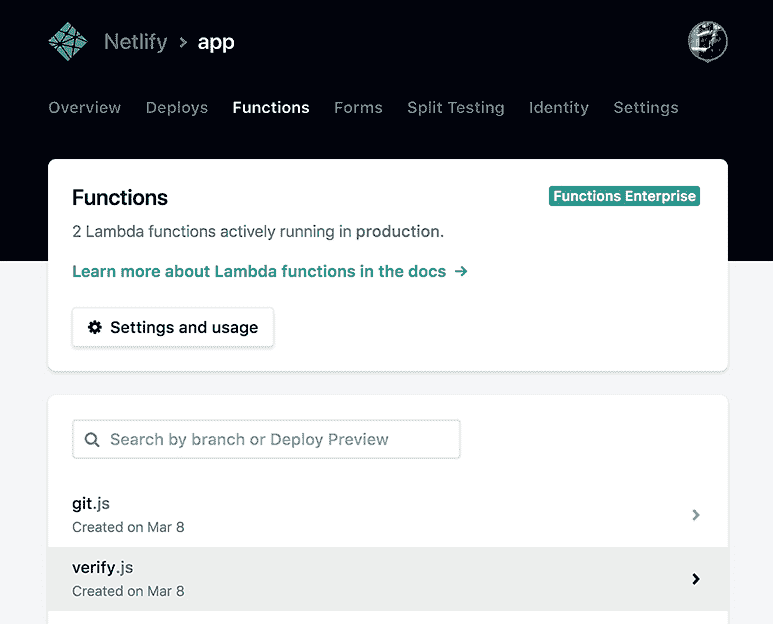 Netlify > app
Overview Deploys Functions Forms Split Testing Identity Settings
Functions
Functions Enterprise
2 Lambda functions actively running in production.
Learn more about Lambda functions in the docs →
Settings and usage
Search by branch or Deploy Preview
git.js
Created on Mar 8
verify.js
Created on Mar 8